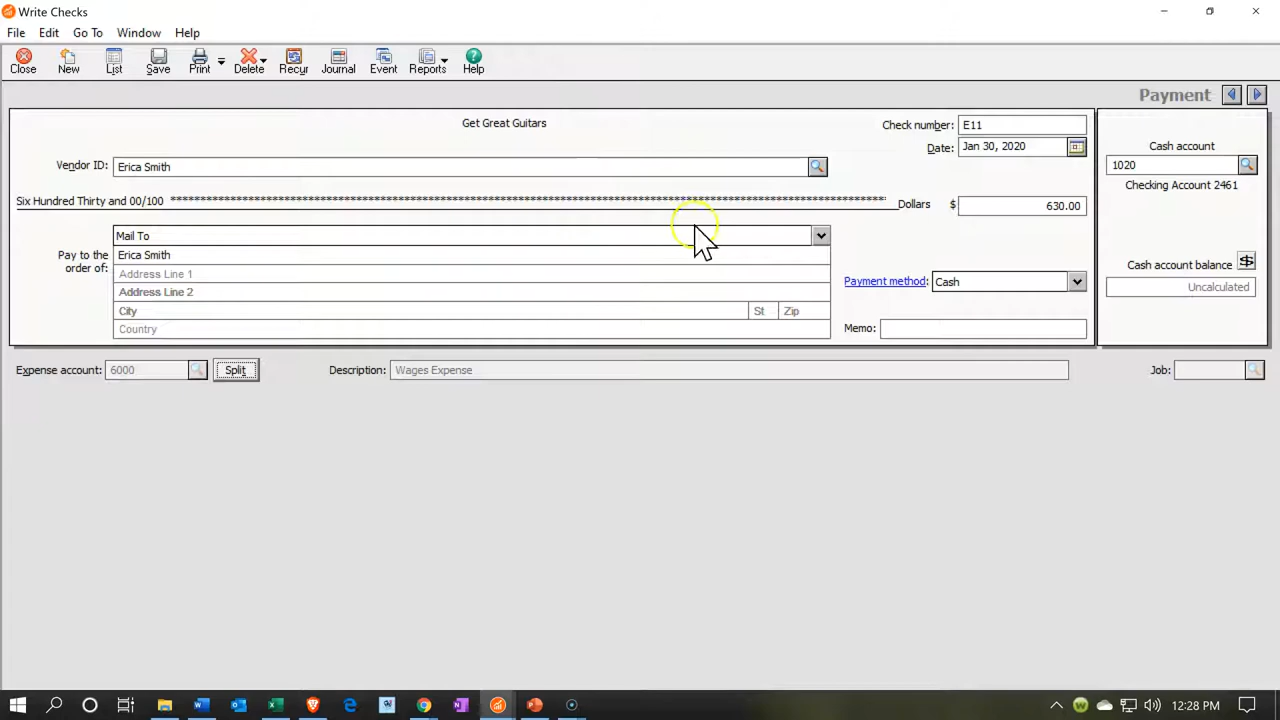 Write Checks
File Edit Go To Window Help
Close New List Save Print Delete Recur Journal Event Reports Help
Payment
Get Great Guitars
Check number: E11
Date: Jan 30, 2020
Cash account
1020
Checking Account 2461
Vendor ID: Erica Smith
Six Hundred Thirty and 00/100 Dollars $ 630.00
Mail To
Pay to the order of:
Erica Smith
Address Line 1
Address Line 2
City St Zip
Country
Payment method: Cash
Memo:
Cash account balance
Uncalculated
Expense account: 6000 Split Description: Wages Expense Job:
12:28 PM